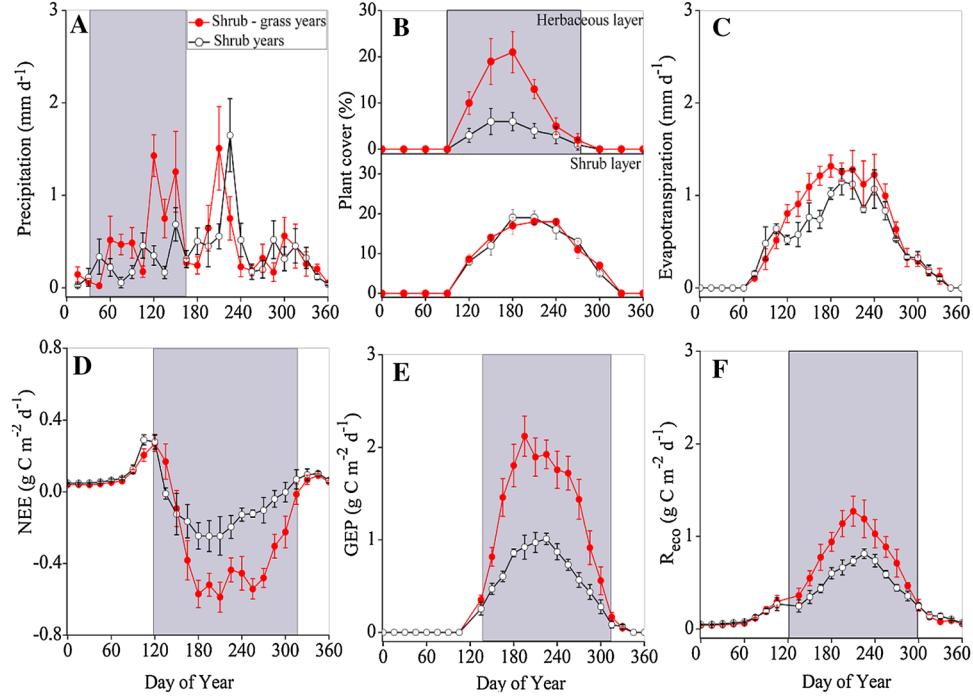 A
Shrub - grass years
Shrub years
Precipitation (mm d⁻¹)
3
2
1
0
0 60 120 180 240 300 360
B
Herbaceous layer
Shrub layer
Plant cover (%)
30
20
10
0
30
20
10
0
0 60 120 180 240 300 360
C
Evapotranspiration (mm d⁻¹)
3
2
1
0
0 60 120 180 240 300 360
D
NEE (g C m⁻² d⁻¹)
0.8
0.4
0.0
-0.4
-0.8
0 60 120 180 240 300 360
Day of Year
E
GEP (g C m⁻² d⁻¹)
3
2
1
0
0 60 120 180 240 300 360
Day of Year
F
Reco (g C m⁻² d⁻¹)
3
2
1
0
0 60 120 180 240 300 360
Day of Year